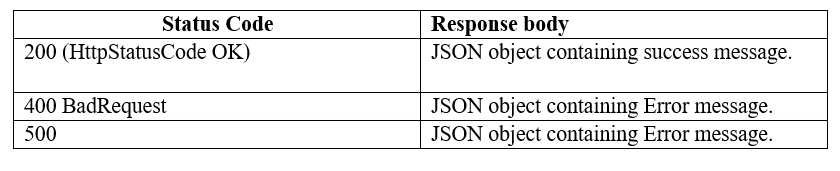 Status Code Response body
200 (HttpStatusCode OK) JSON object containing success message.
400 BadRequest JSON object containing Error message.
500 JSON object containing Error message.